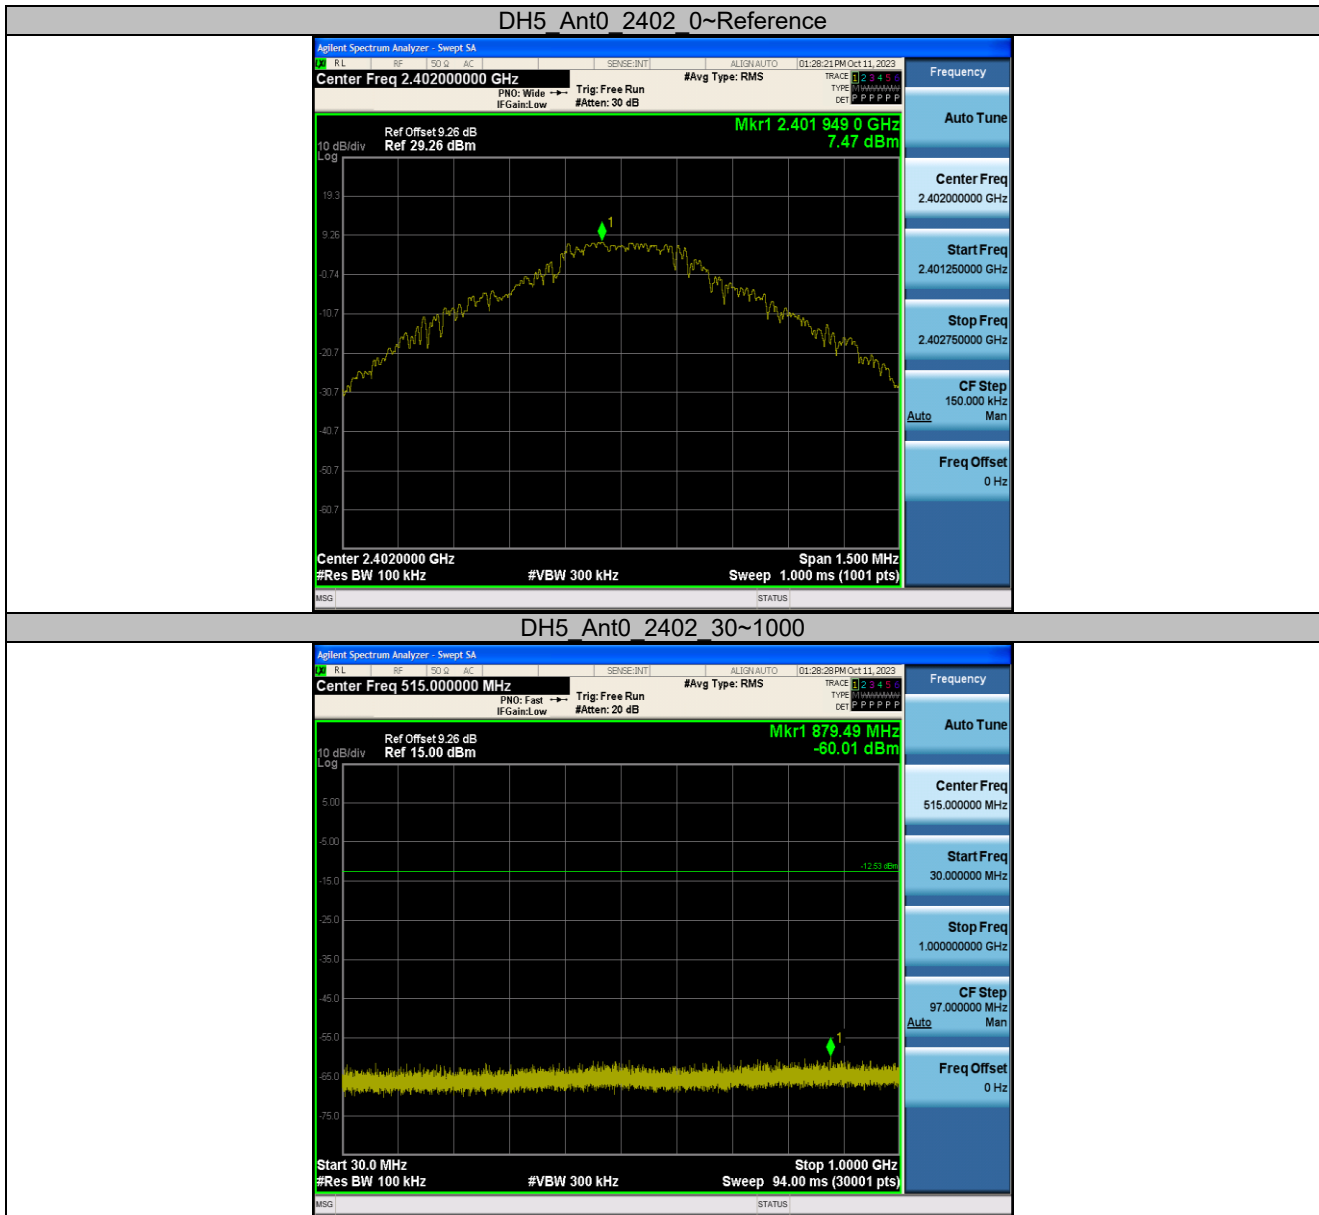 DH5_Ant0_2402_0~Reference
Agilent Spectrum Analyzer - Swept SA
RL RF 50 Ω AC SENSE:INT ALIGN AUTO 01:28:21 PM Oct 11, 2023
Center Freq 2.402000000 GHz
PNO: Wide
IFGain:Low
Trig: Free Run
#Atten: 30 dB
#Avg Type: RMS
TRACE 1 2 3 4 5 6
TYPE M
DET P P P P P P
Ref Offset 9.26 dB
10 dB/div Ref 29.26 dBm
Log
Mkr1 2.401 949 0 GHz
7.47 dBm
19.3
9.26
-0.74
-10.7
-20.7
-30.7
-40.7
-50.7
-60.7
1
Center 2.4020000 GHz Span 1.500 MHz
#Res BW 100 kHz #VBW 300 kHz Sweep 1.000 ms (1001 pts)
MSG STATUS
Frequency
Auto Tune
Center Freq
2.402000000 GHz
Start Freq
2.401250000 GHz
Stop Freq
2.402750000 GHz
CF Step
150.000 kHz
Auto Man
Freq Offset
0 Hz
DH5_Ant0_2402_30~1000
Agilent Spectrum Analyzer - Swept SA
RL RF 50 Ω AC SENSE:INT ALIGN AUTO 01:28:28 PM Oct 11, 2023
Center Freq 515.000000 MHz
PNO: Fast
IFGain:Low
Trig: Free Run
#Atten: 20 dB
#Avg Type: RMS
TRACE 1 2 3 4 5 6
TYPE M
DET P P P P P P
Ref Offset 9.26 dB
10 dB/div Ref 15.00 dBm
Log
Mkr1 879.49 MHz
-60.01 dBm
5.00
-5.00
-12.53 dBm
-15.0
-25.0
-35.0
-45.0
-55.0
-65.0
-75.0
1
Start 30.0 MHz Stop 1.0000 GHz
#Res BW 100 kHz #VBW 300 kHz Sweep 94.00 ms (30001 pts)
MSG STATUS
Frequency
Auto Tune
Center Freq
515.000000 MHz
Start Freq
30.000000 MHz
Stop Freq
1.000000000 GHz
CF Step
97.000000 MHz
Auto Man
Freq Offset
0 Hz